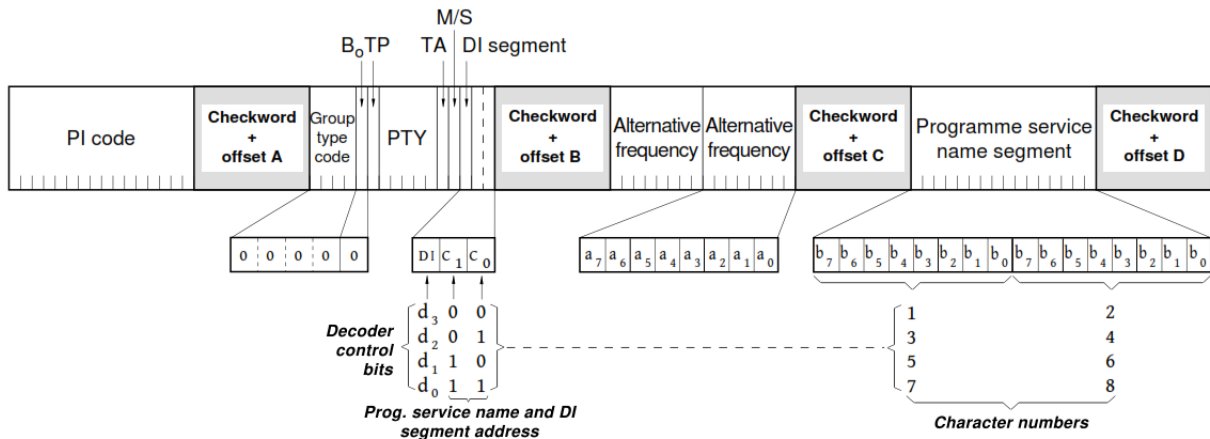 M/S
B₀TP TA DI segment
PI code
Checkword
+
offset A
Group
type
code
PTY
Checkword
+
offset B
Alternative
frequency
Alternative
frequency
Checkword
+
offset C
Programme service
name segment
Checkword
+
offset D
0 0 0 0 0
DI C₁ C₀
a₇ a₆ a₅ a₄ a₃ a₂ a₁ a₀
b₇ b₆ b₅ b₄ b₃ b₂ b₁ b₀ b₇ b₆ b₅ b₄ b₃ b₂ b₁ b₀
Decoder
control
bits
d₃ 0 0
d₂ 0 1
d₁ 1 0
d₀ 1 1
1 2
3 4
5 6
7 8
Prog. service name and DI
segment address
Character numbers